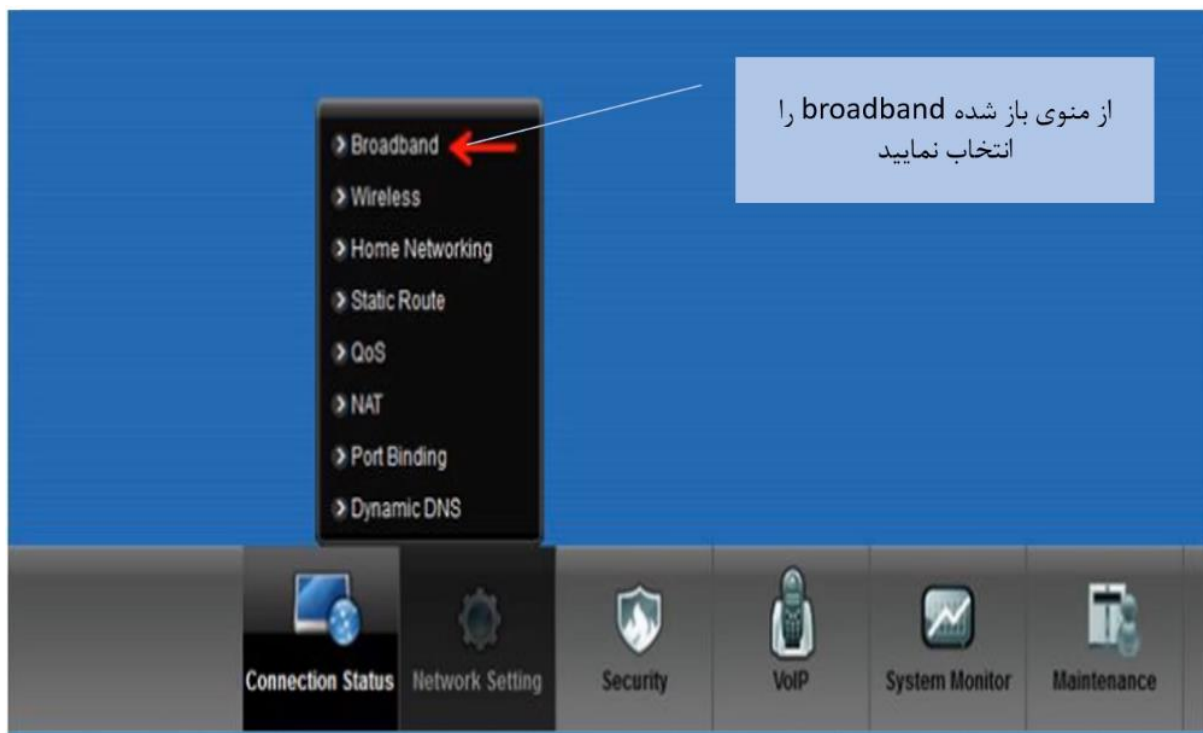 از منوی باز شده broadband را
انتخاب نمایید
Broadband
Wireless
Home Networking
Static Route
QoS
NAT
Port Binding
Dynamic DNS
Connection Status
Network Setting
Security
VoIP
System Monitor
Maintenance